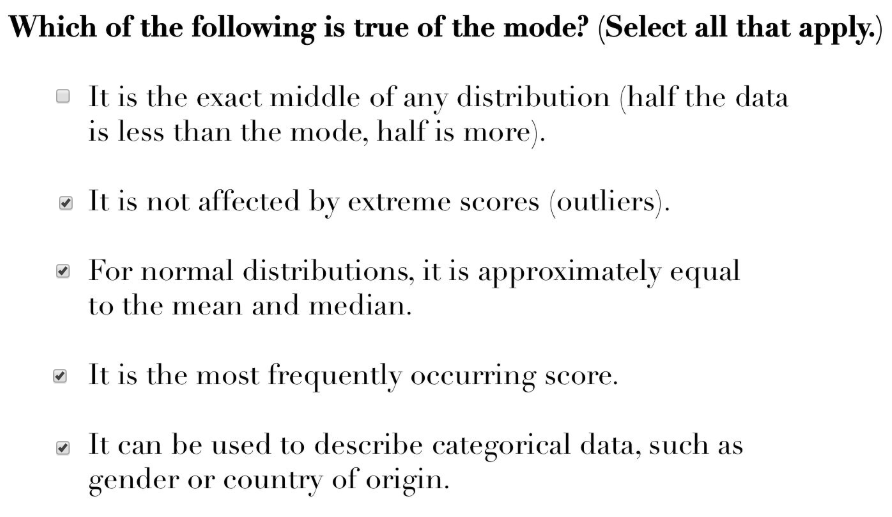 Which of the following is true of the mode? (Select all that apply.)
It is the exact middle of any distribution (half the data
is less than the mode, half is more).
It is not affected by extreme scores (outliers).
For normal distributions, it is approximately equal
to the mean and median.
It is the most frequently occurring score.
It can be used to describe categorical data, such as
gender or country of origin.